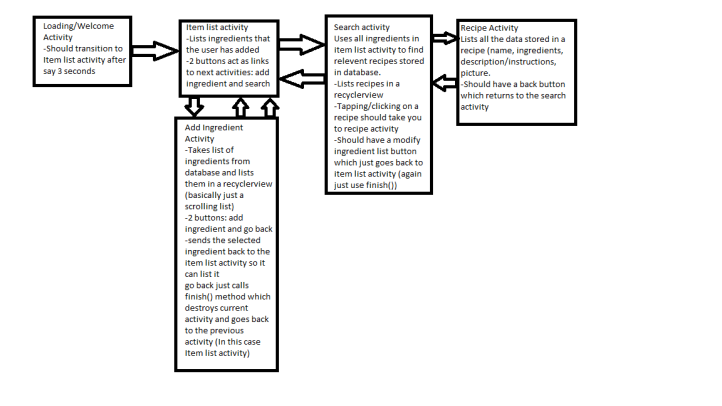 Loading/Welcome
Activity
-Should transition to
Item list activity after
say 3 seconds
Item list activity
-Lists ingredients that
the user has added
-2 buttons act as links
to next activities: add
ingredient and search
Search activity
Uses all ingredients in
item list activity to find
relevent recipes stored
in database.
-Lists recipes in a
recyclerview
-Tapping/clicking on a
recipe should take you
to recipe activity
-Should have a modify
ingredient list button
which just goes back to
item list activity (again
just use finish())
Recipe Activity
Lists all the data stored in a
recipe (name, ingredients,
description/instructions,
picture.
-Should have a back button
which returns to the search
activity
Add Ingredient
Activity
-Takes list of
ingredients from
database and lists
them in a recyclerview
(basically just a
scrolling list)
-2 buttons: add
ingredient and go back
-sends the selected
ingredient back to the
item list activity so it
can list it
go back just calls
finish() method which
destroys current
activity and goes back
to the previous
activity (In this case
Item list activity)